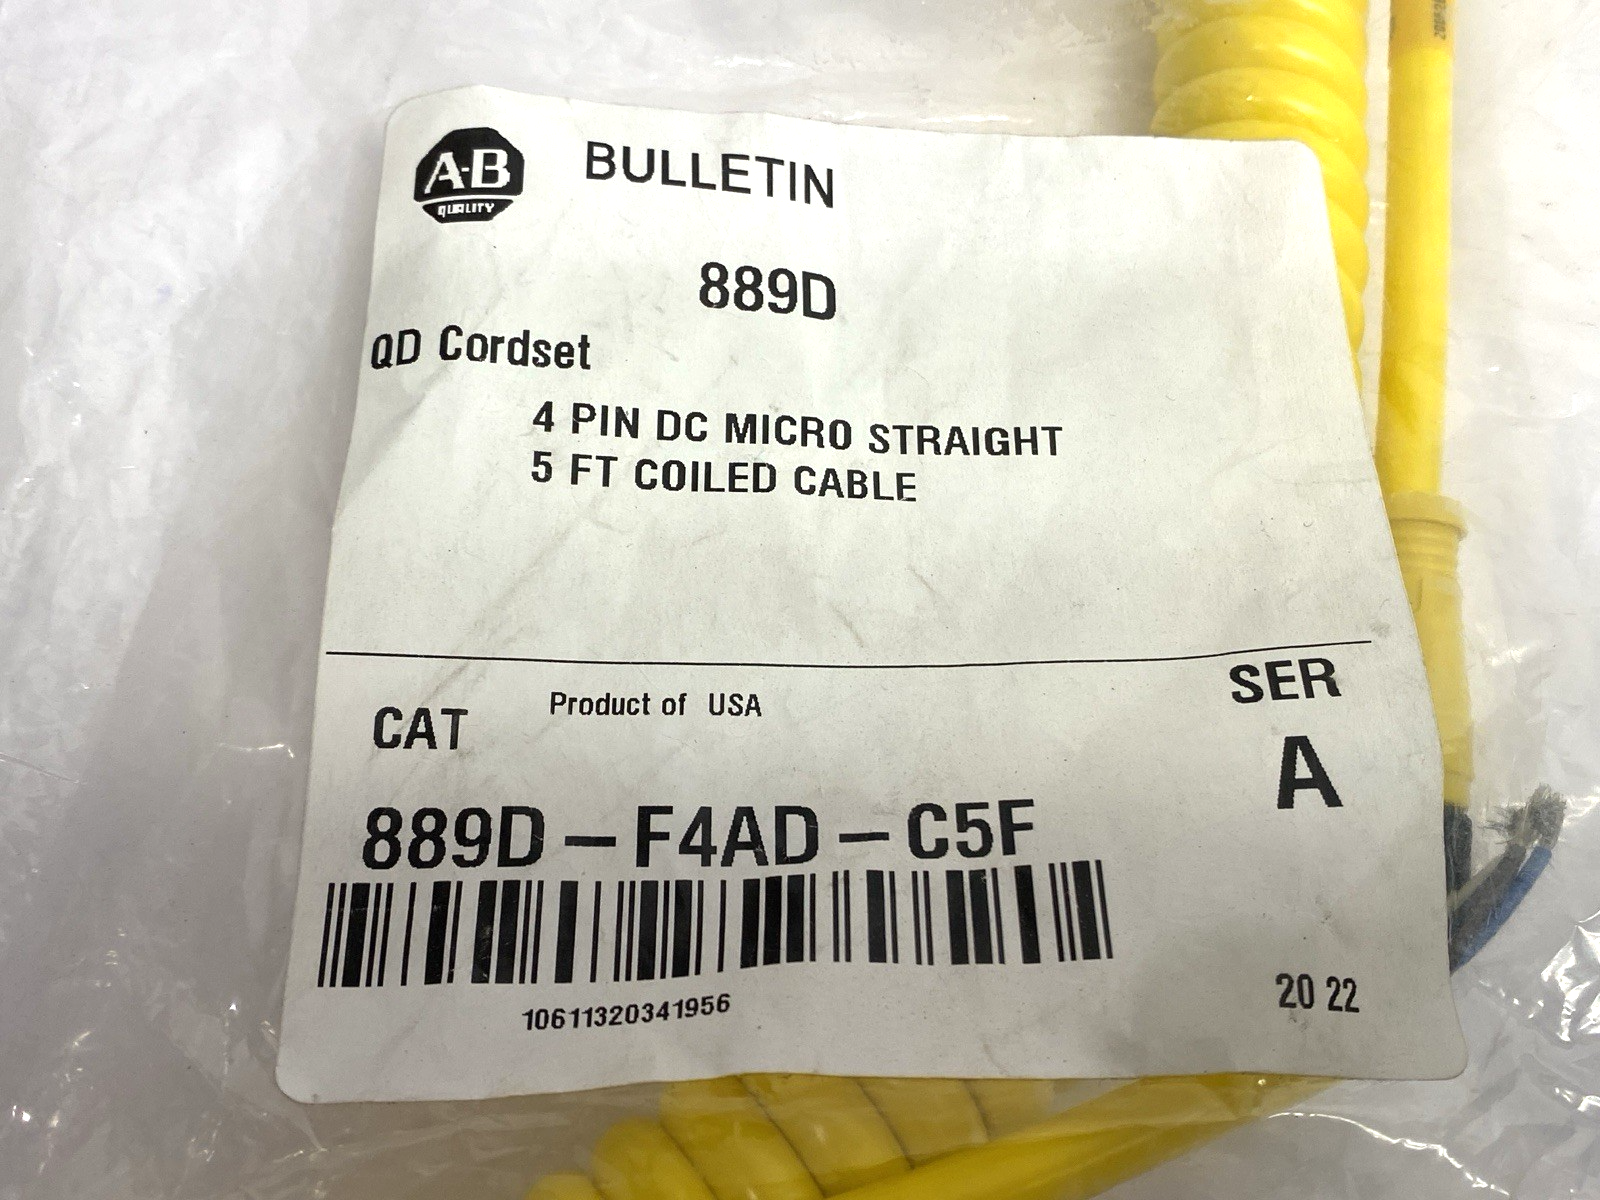 A-B
QUALITY
BULLETIN
889D
QD Cordset
4 PIN DC MICRO STRAIGHT
5 FT COILED CABLE
CAT
Product of USA
SER
A
889D-F4AD-C5F
10611320341956
20 22